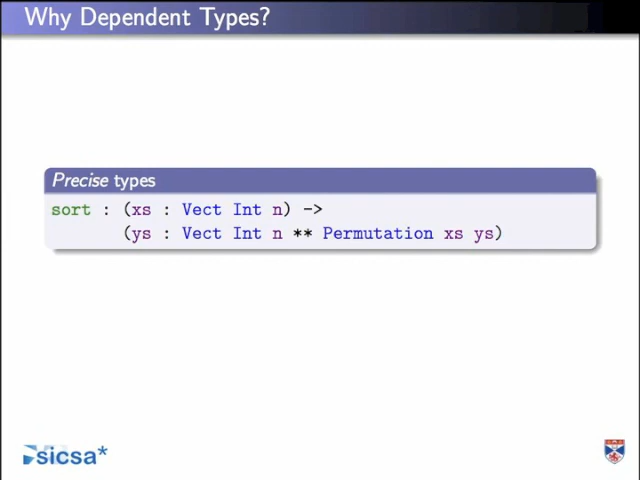 Why Dependent Types?
Precise types
sort : (xs : Vect Int n) ->
(ys : Vect Int n ** Permutation xs ys)
sicsa*